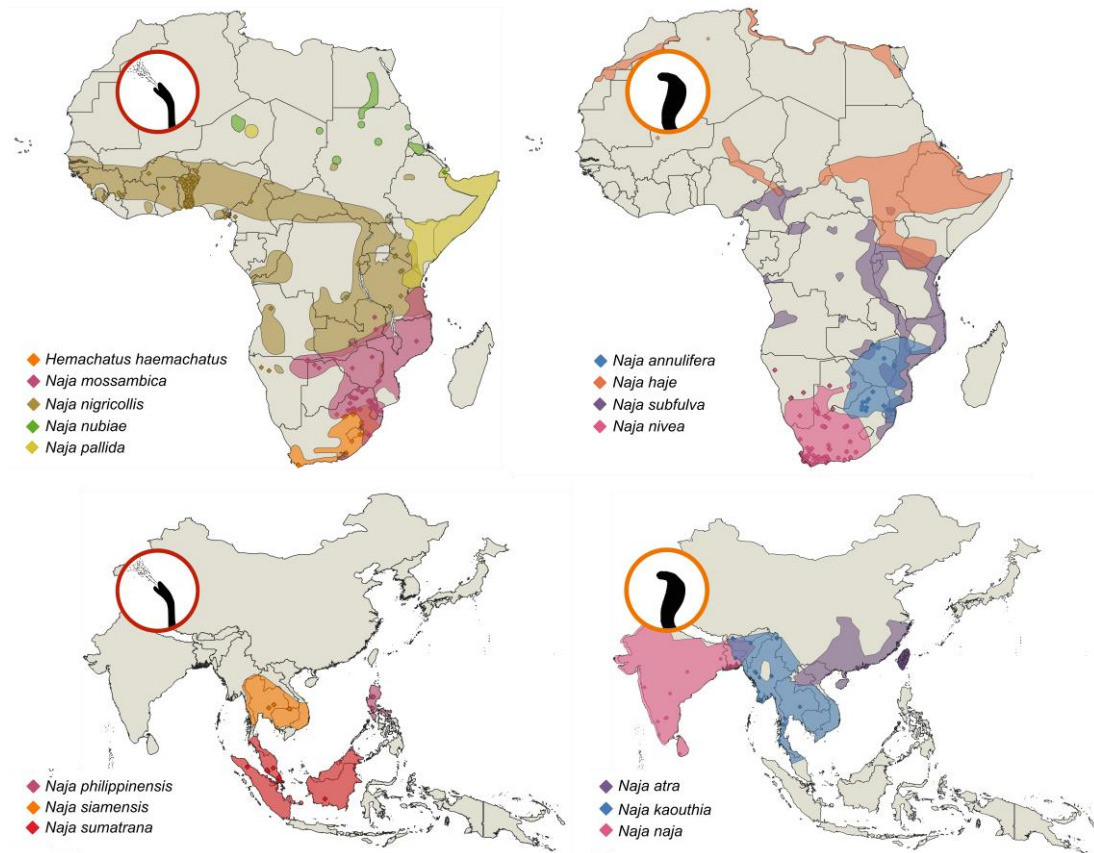 Hemachatus haemachatus
Naja mossambica
Naja nigricollis
Naja nubiae
Naja pallida
Naja annulifera
Naja haje
Naja subfulva
Naja nivea
Naja philippinensis
Naja siamensis
Naja sumatrana
Naja atra
Naja kaouthia
Naja naja